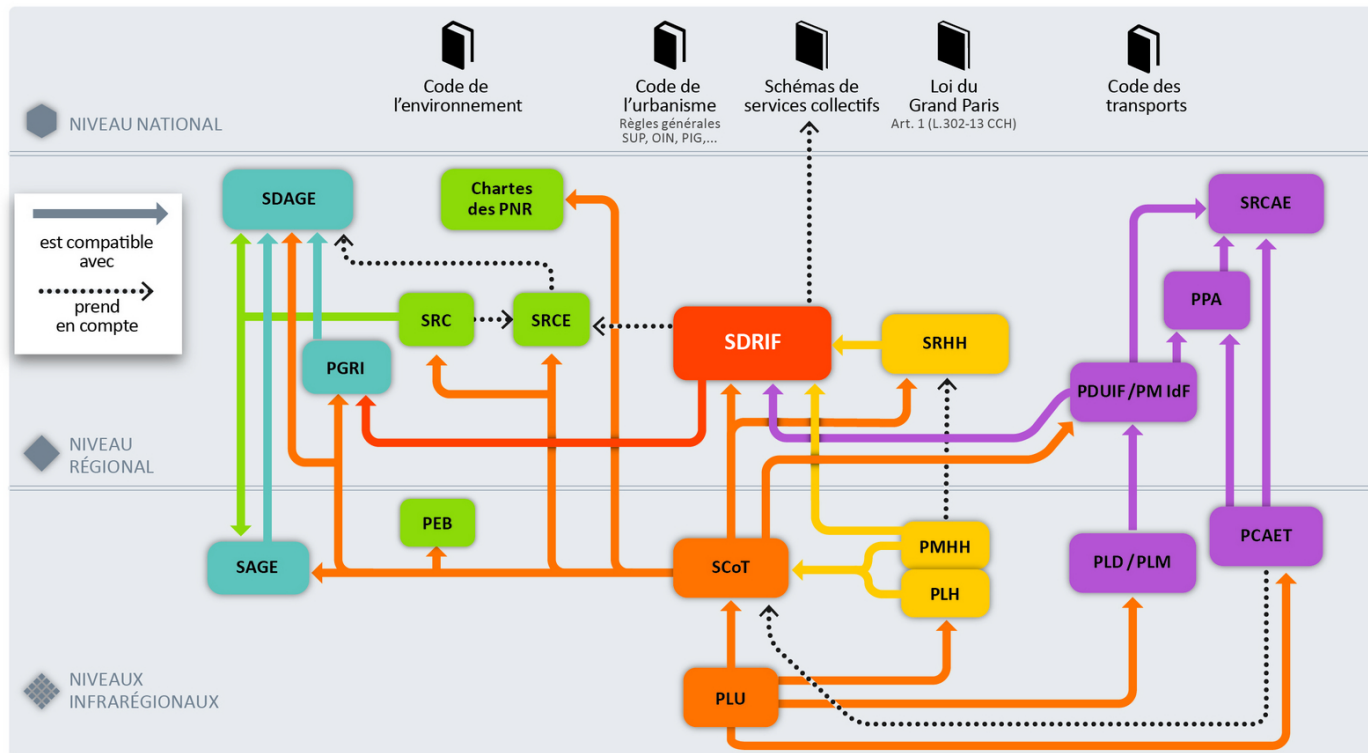 Code de
l'environnement
Code de
l'urbanisme
Règles générales
SUP, OIN, PIG,...
Schémas de
services collectifs
Loi du
Grand Paris
Art. 1 (L.302-13 CCH)
Code des
transports
NIVEAU NATIONAL
est compatible
avec
prend
en compte
SDAGE
Chartes
des PNR
SRCAE
SRC
SRCE
PPA
SDRIF
SRHH
PGRI
PDUIF/PM IdF
NIVEAU
RÉGIONAL
PEB
SAGE
SCoT
PMHH
PLH
PLD/PLM
PCAET
PLU
NIVEAUX
INFRARÉGIONAUX